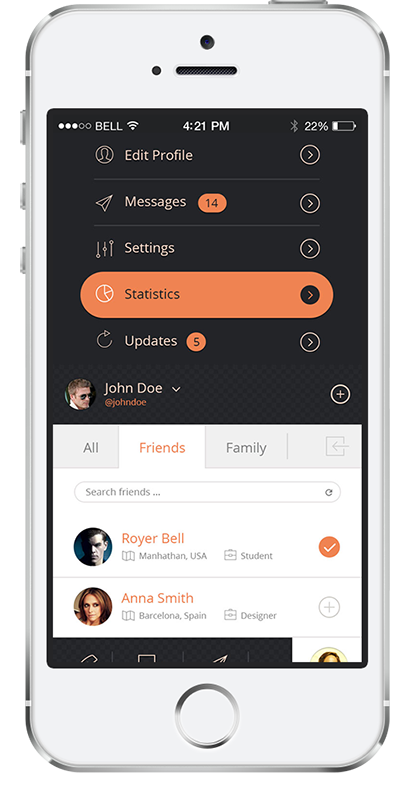 BELL 4:21 PM 22%
Edit Profile
Messages 14
Settings
Statistics
Updates 5
John Doe
@johndoe
All Friends Family
Search friends ...
Royer Bell
Manhathan, USA Student
Anna Smith
Barcelona, Spain Designer